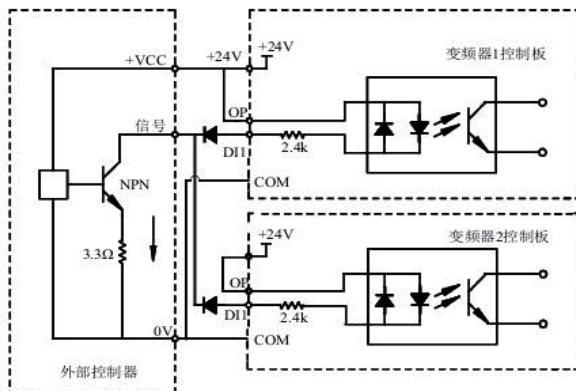 +VCC
信号
NPN
3.3Ω
0V
外部控制器
+24V
+24V
OP
DI1
2.4k
COM
变频器1控制板
+24V
OP
DI1
2.4k
COM
变频器2控制板